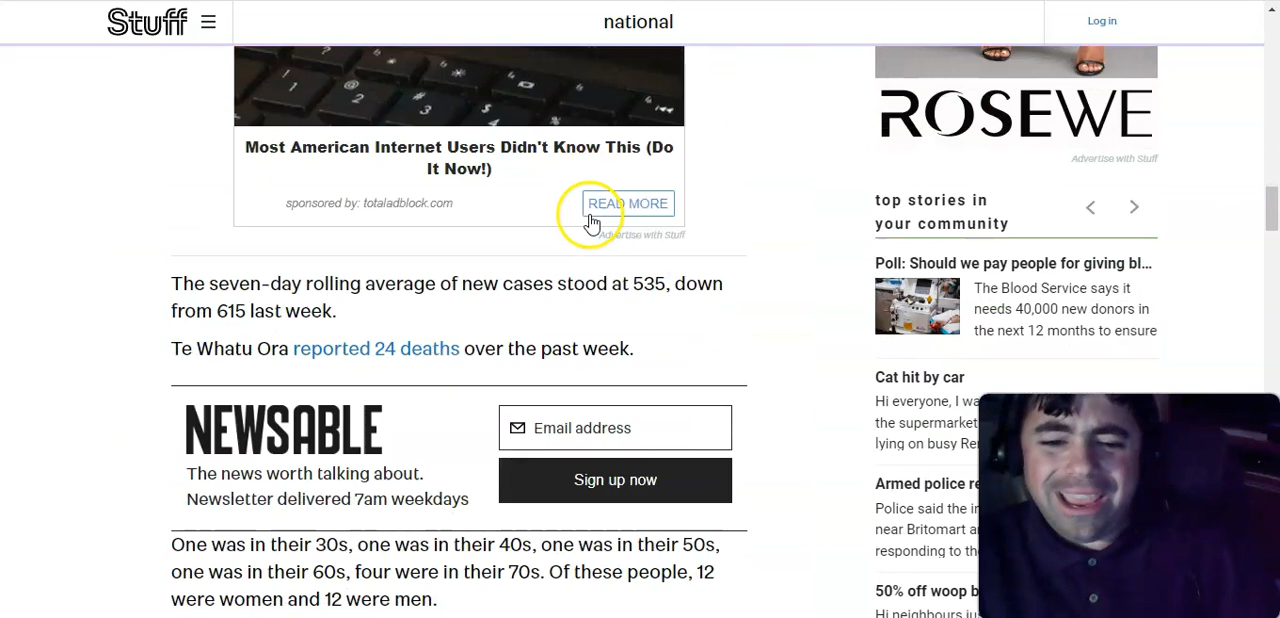 Stuff
national
Log in
Most American Internet Users Didn't Know This (Do
It Now!)
sponsored by: totaladblock.com
READ MORE
Advertise with Stuff
The seven-day rolling average of new cases stood at 535, down
from 615 last week.
Te Whatu Ora reported 24 deaths over the past week.
NEWSABLE
The news worth talking about.
Newsletter delivered 7am weekdays
Email address
Sign up now
One was in their 30s, one was in their 40s, one was in their 50s,
one was in their 60s, four were in their 70s. Of these people, 12
were women and 12 were men.
ROSEWE
Advertise with Stuff
top stories in
your community
Poll: Should we pay people for giving bl...
The Blood Service says it
needs 40,000 new donors in
the next 12 months to ensure
Cat hit by car
Hi everyone, I wa
the supermarket
lying on busy Re
Armed police re
Police said the in
near Britomart a
responding to th
50% off woop b
Hi neighbours ju